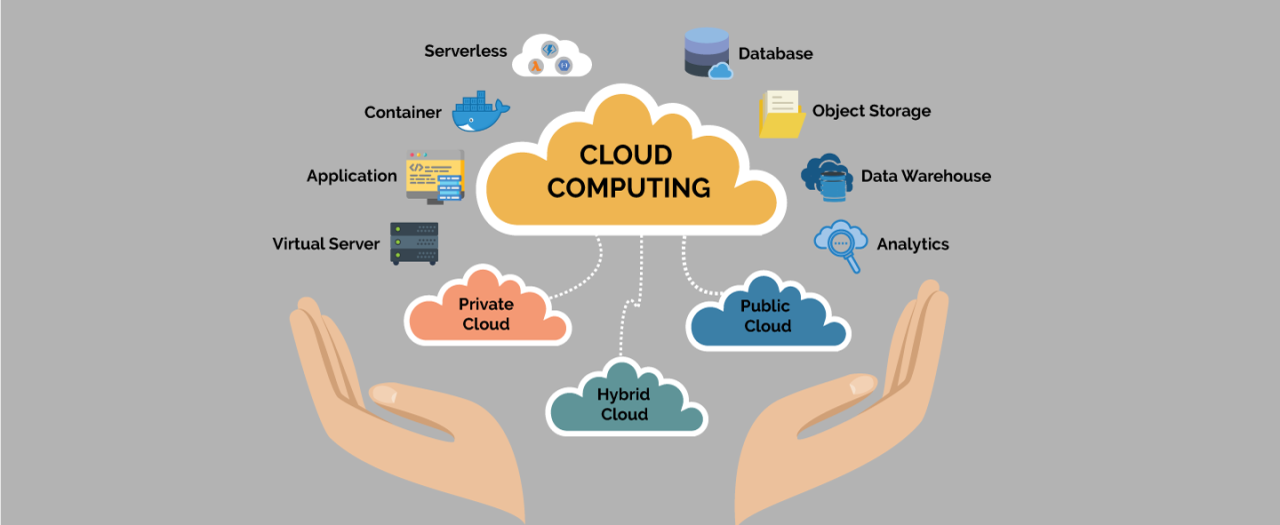 Serverless
Database
Container
Object Storage
CLOUD
COMPUTING
Application
Data Warehouse
Virtual Server
Analytics
Private
Cloud
Public
Cloud
Hybrid
Cloud